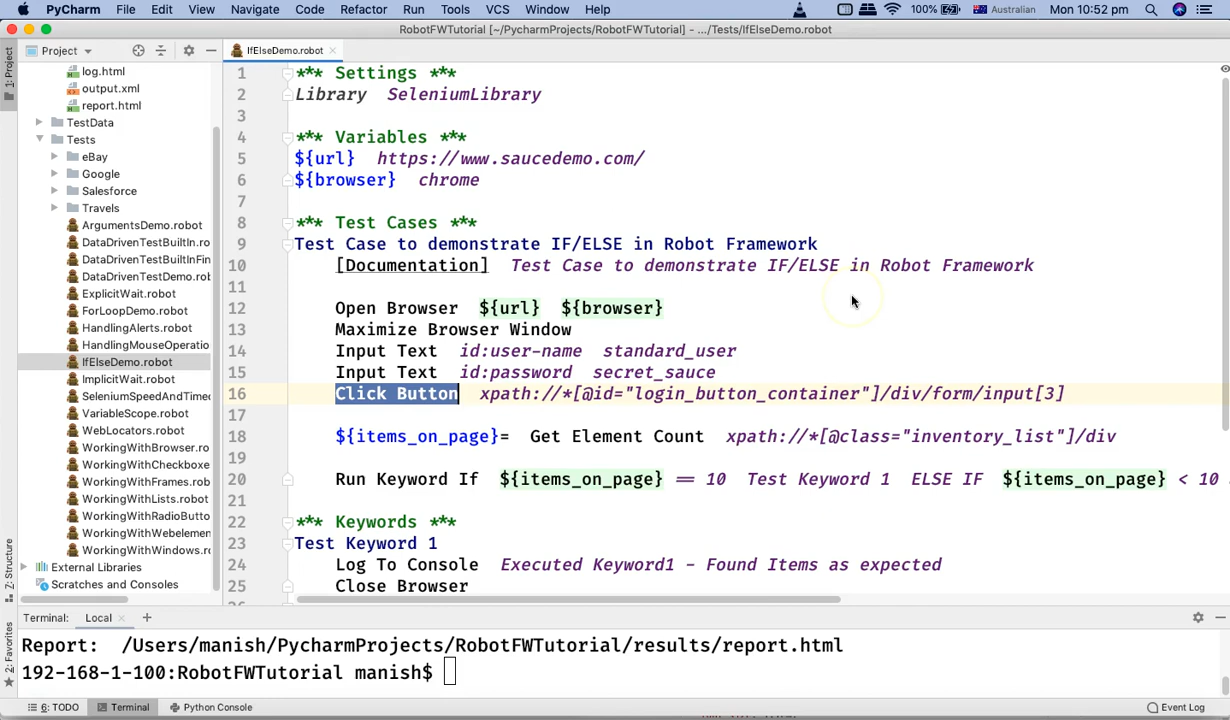 PyCharm File Edit View Navigate Code Refactor Run Tools VCS Window Help 100% Australian Mon 10:52 pm
RobotFWTutorial [~/PycharmProjects/RobotFWTutorial] - .../Tests/IfElseDemo.robot
Project
IfElseDemo.robot
1: Project
log.html
output.xml
report.html
TestData
Tests
eBay
Google
Salesforce
Travels
ArgumentsDemo.robot
DataDrivenTestBuiltIn.ro
DataDrivenTestBuiltInFin
DataDrivenTestDemo.rob
ExplicitWait.robot
ForLoopDemo.robot
HandlingAlerts.robot
HandlingMouseOperatio
IfElseDemo.robot
ImplicitWait.robot
SeleniumSpeedAndTime
VariableScope.robot
WebLocators.robot
WorkingWithBrowser.ro
WorkingWithCheckboxe
WorkingWithFrames.rob
WorkingWithLists.robot
WorkingWithRadioButto
WorkingWithWebelemen
WorkingWithWindows.ro
External Libraries
Scratches and Consoles
Z: Structure
2: Favorites
1 *** Settings ***
2 Library SeleniumLibrary
3
4 *** Variables ***
5 ${url} https://www.saucedemo.com/
6 ${browser} chrome
7
8 *** Test Cases ***
9 Test Case to demonstrate IF/ELSE in Robot Framework
10 [Documentation] Test Case to demonstrate IF/ELSE in Robot Framework
11
12 Open Browser ${url} ${browser}
13 Maximize Browser Window
14 Input Text id:user-name standard_user
15 Input Text id:password secret_sauce
16 Click Button xpath://*[@id="login_button_container"]/div/form/input[3]
17
18 ${items_on_page}= Get Element Count xpath://*[@class="inventory_list"]/div
19
20 Run Keyword If ${items_on_page} == 10 Test Keyword 1 ELSE IF ${items_on_page} < 10
21
22 *** Keywords ***
23 Test Keyword 1
24 Log To Console Executed Keyword1 - Found Items as expected
25 Close Browser
Terminal: Local
Report: /Users/manish/PycharmProjects/RobotFWTutorial/results/report.html
192-168-1-100:RobotFWTutorial manish$
6: TODO Terminal Python Console Event Log